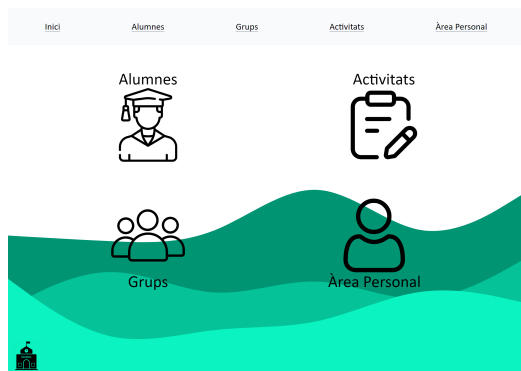 Inici
Alumnes
Grups
Activitats
Àrea Personal
Alumnes
Activitats
Grups
Àrea Personal